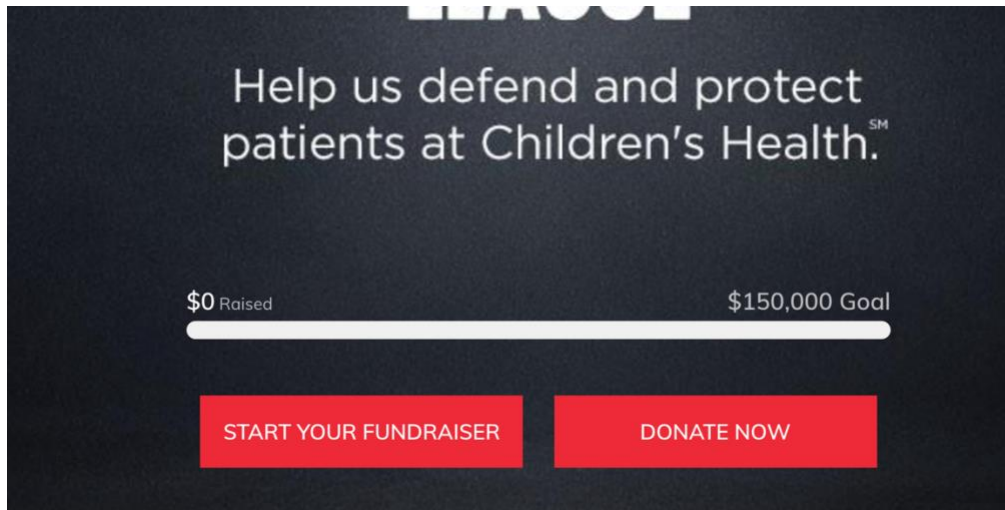 Help us defend and protect
patients at Children's Health.℠
$0 Raised
$150,000 Goal
START YOUR FUNDRAISER
DONATE NOW